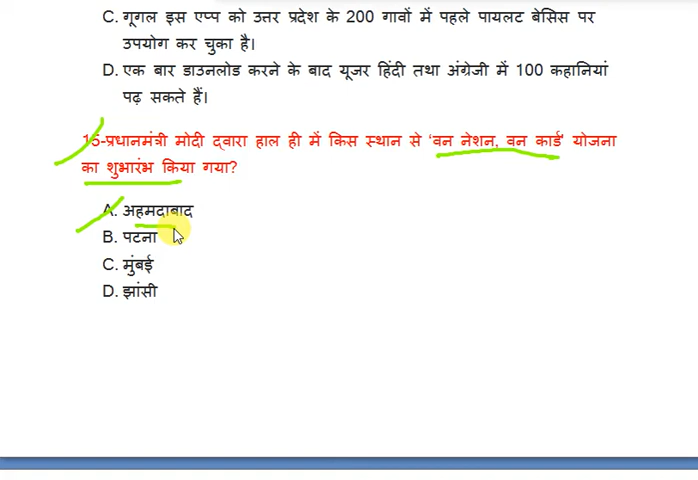 C. गूगल इस एप्प को उत्तर प्रदेश के 200 गावों में पहले पायलट बेसिस पर
उपयोग कर चुका है।
D. एक बार डाउनलोड करने के बाद यूजर हिंदी तथा अंग्रेजी में 100 कहानियां
पढ़ सकते हैं।
15-प्रधानमंत्री मोदी द्वारा हाल ही में किस स्थान से 'वन नेशन, वन कार्ड' योजना
का शुभारंभ किया गया?
A. अहमदाबाद
B. पटना
C. मुंबई
D. झांसी